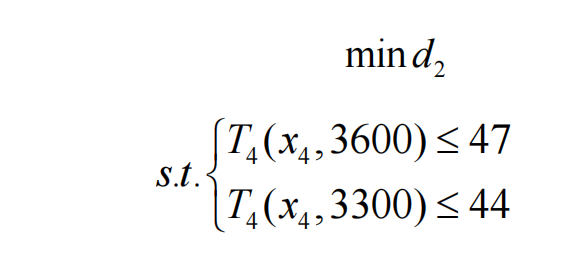 min d₂
s.t. { T₄(x₄, 3600) ≤ 47
T₄(x₄, 3300) ≤ 44